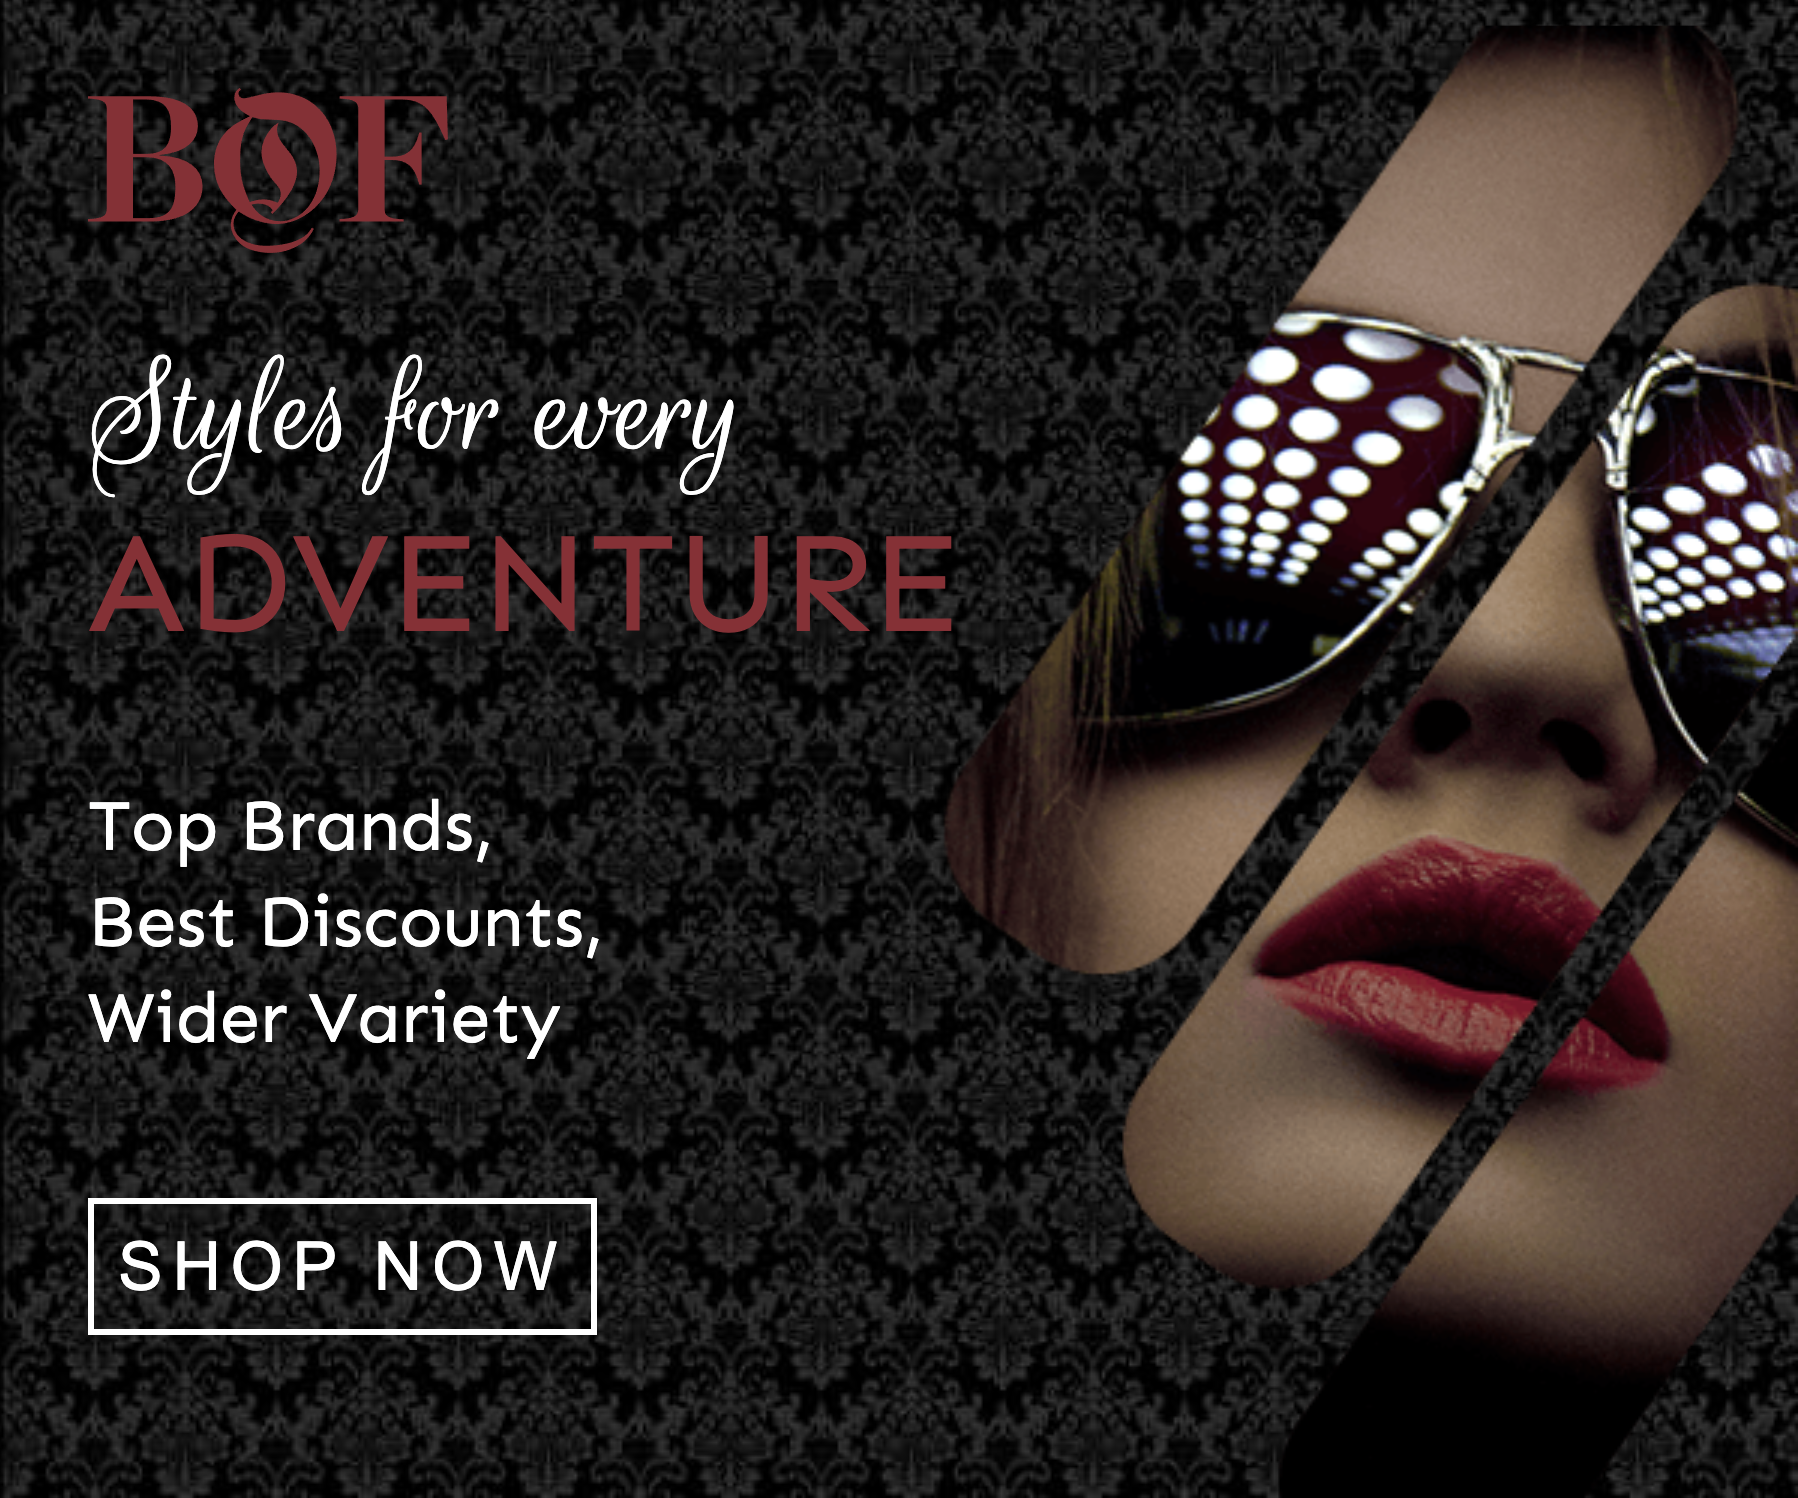 BOF
Styles for every
ADVENTURE
Top Brands,
Best Discounts,
Wider Variety
SHOP NOW